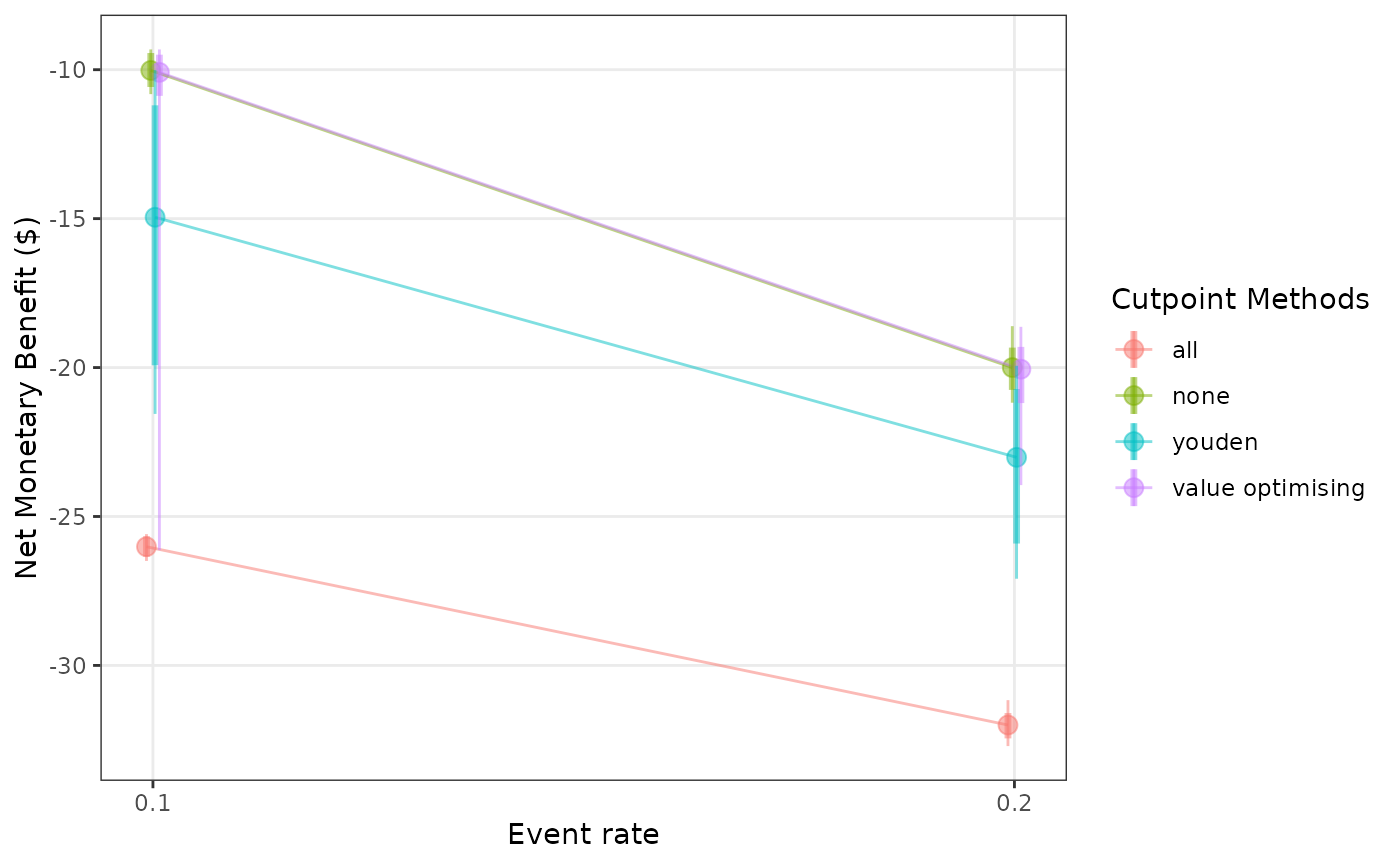 Net Monetary Benefit ($)
-10
-15
-20
-25
-30
0.1
0.2
Event rate
Cutpoint Methods
all
none
youden
value optimising